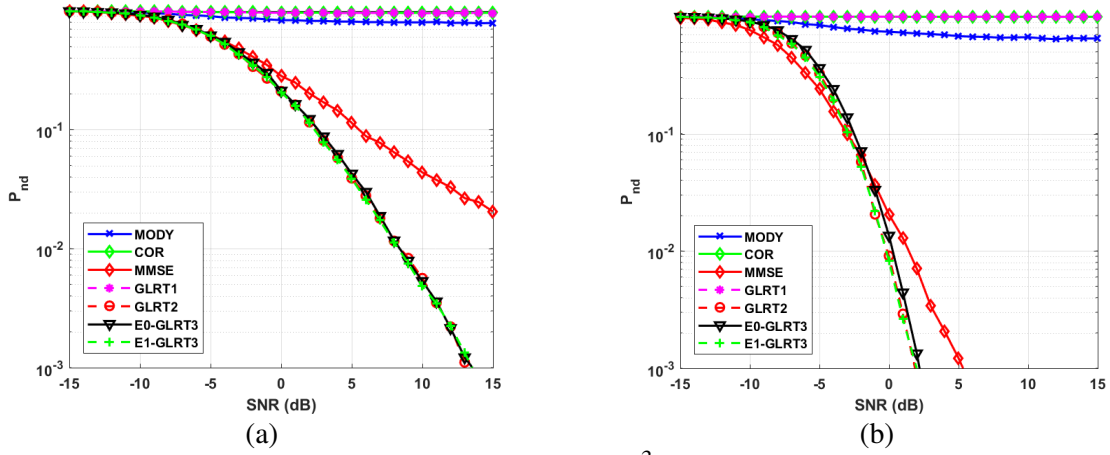 10^-1
10^-2
10^-3
P_nd
MODY
COR
MMSE
GLRT1
GLRT2
E0-GLRT3
E1-GLRT3
-15 -10 -5 0 5 10 15
SNR (dB)
(a)
10^-1
10^-2
10^-3
P_nd
MODY
COR
MMSE
GLRT1
GLRT2
E0-GLRT3
E1-GLRT3
-15 -10 -5 0 5 10 15
SNR (dB)
(b)